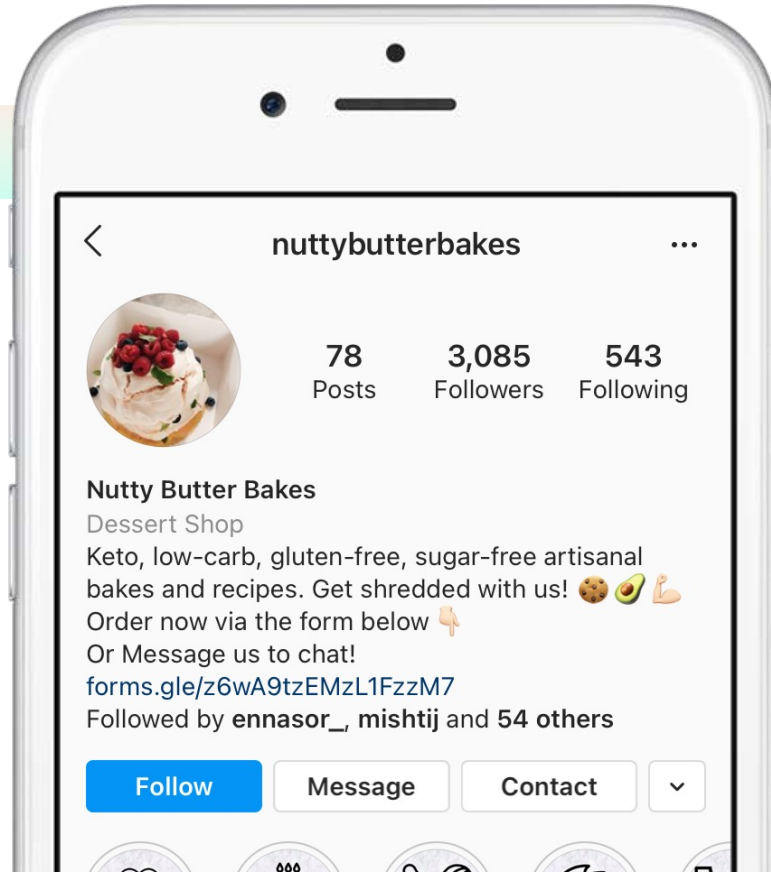 nuttybutterbakes
78
Posts
3,085
Followers
543
Following
Nutty Butter Bakes
Dessert Shop
Keto, low-carb, gluten-free, sugar-free artisanal
bakes and recipes. Get shredded with us! 🍪🥑💪🏻
Order now via the form below 👇🏻
Or Message us to chat!
forms.gle/z6wA9tzEMzL1FzzM7
Followed by ennasor_, mishtij and 54 others
Follow
Message
Contact